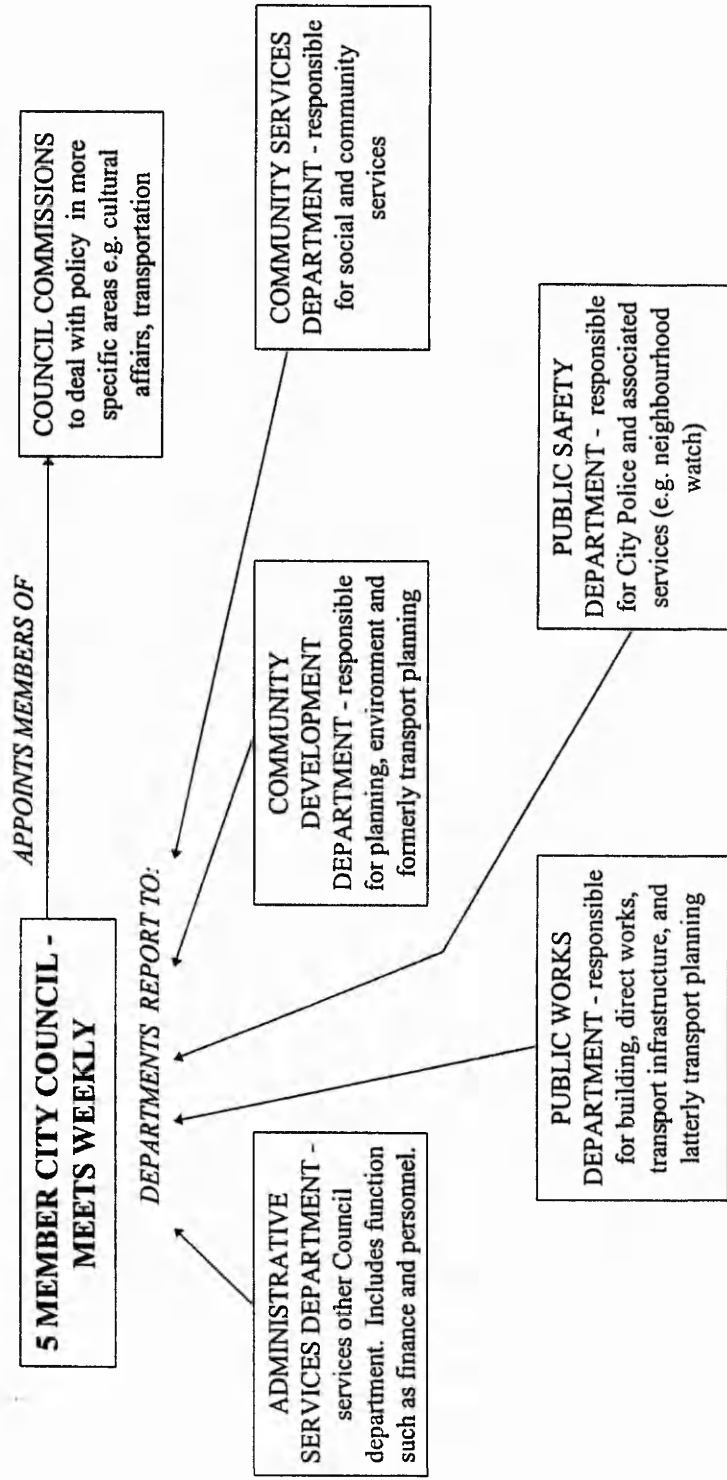 5 MEMBER CITY COUNCIL -
MEETS WEEKLY
APPOINTS MEMBERS OF
COUNCIL COMMISSIONS
to deal with policy in more
specific areas e.g. cultural
affairs, transportation
DEPARTMENTS REPORT TO:
ADMINISTRATIVE
SERVICES DEPARTMENT -
services other Council
department. Includes function
such as finance and personnel.
COMMUNITY
DEVELOPMENT
DEPARTMENT - responsible
for planning, environment and
formerly transport planning
COMMUNITY SERVICES
DEPARTMENT - responsible
for social and community
services
PUBLIC WORKS
DEPARTMENT - responsible
for building, direct works,
transport infrastructure, and
latterly transport planning
PUBLIC SAFETY
DEPARTMENT - responsible
for City Police and associated
services (e.g. neighbourhood
watch)